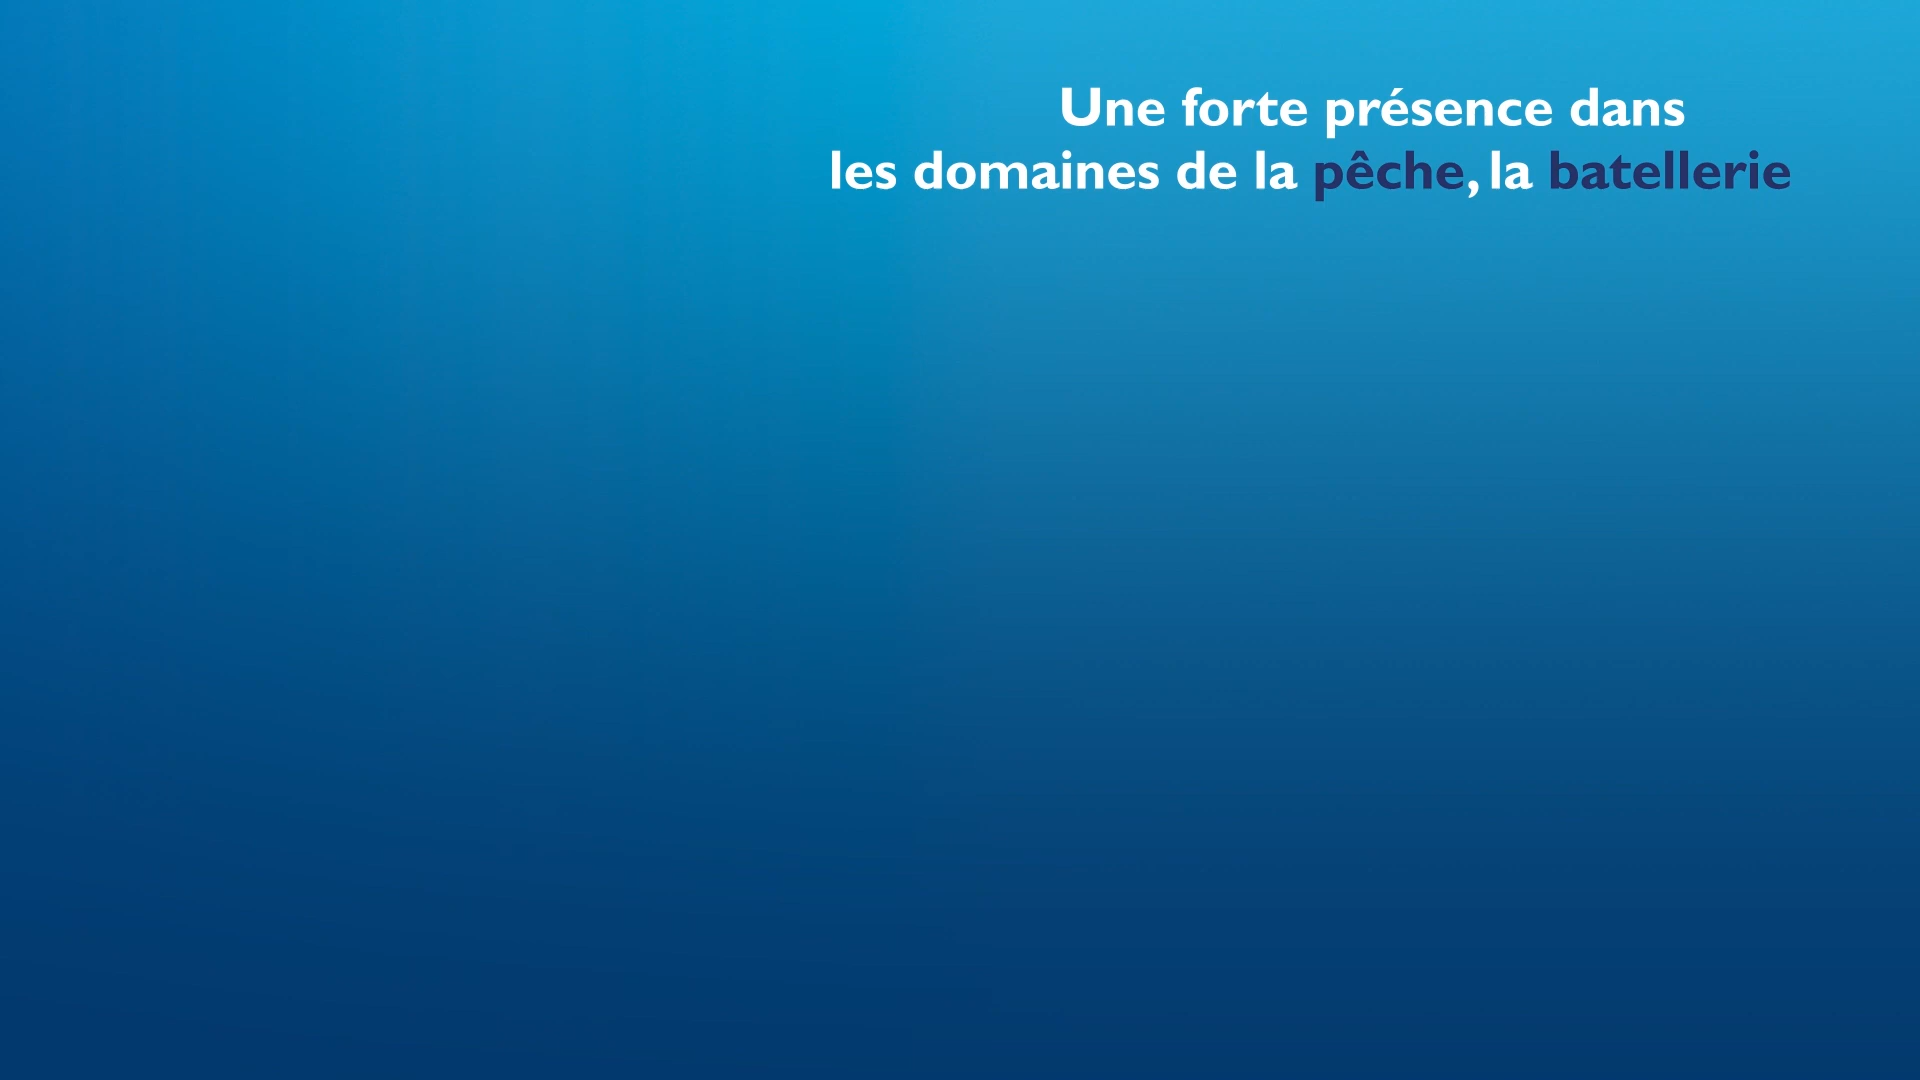 Une forte présence dans
les domaines de la pêche, la batellerie